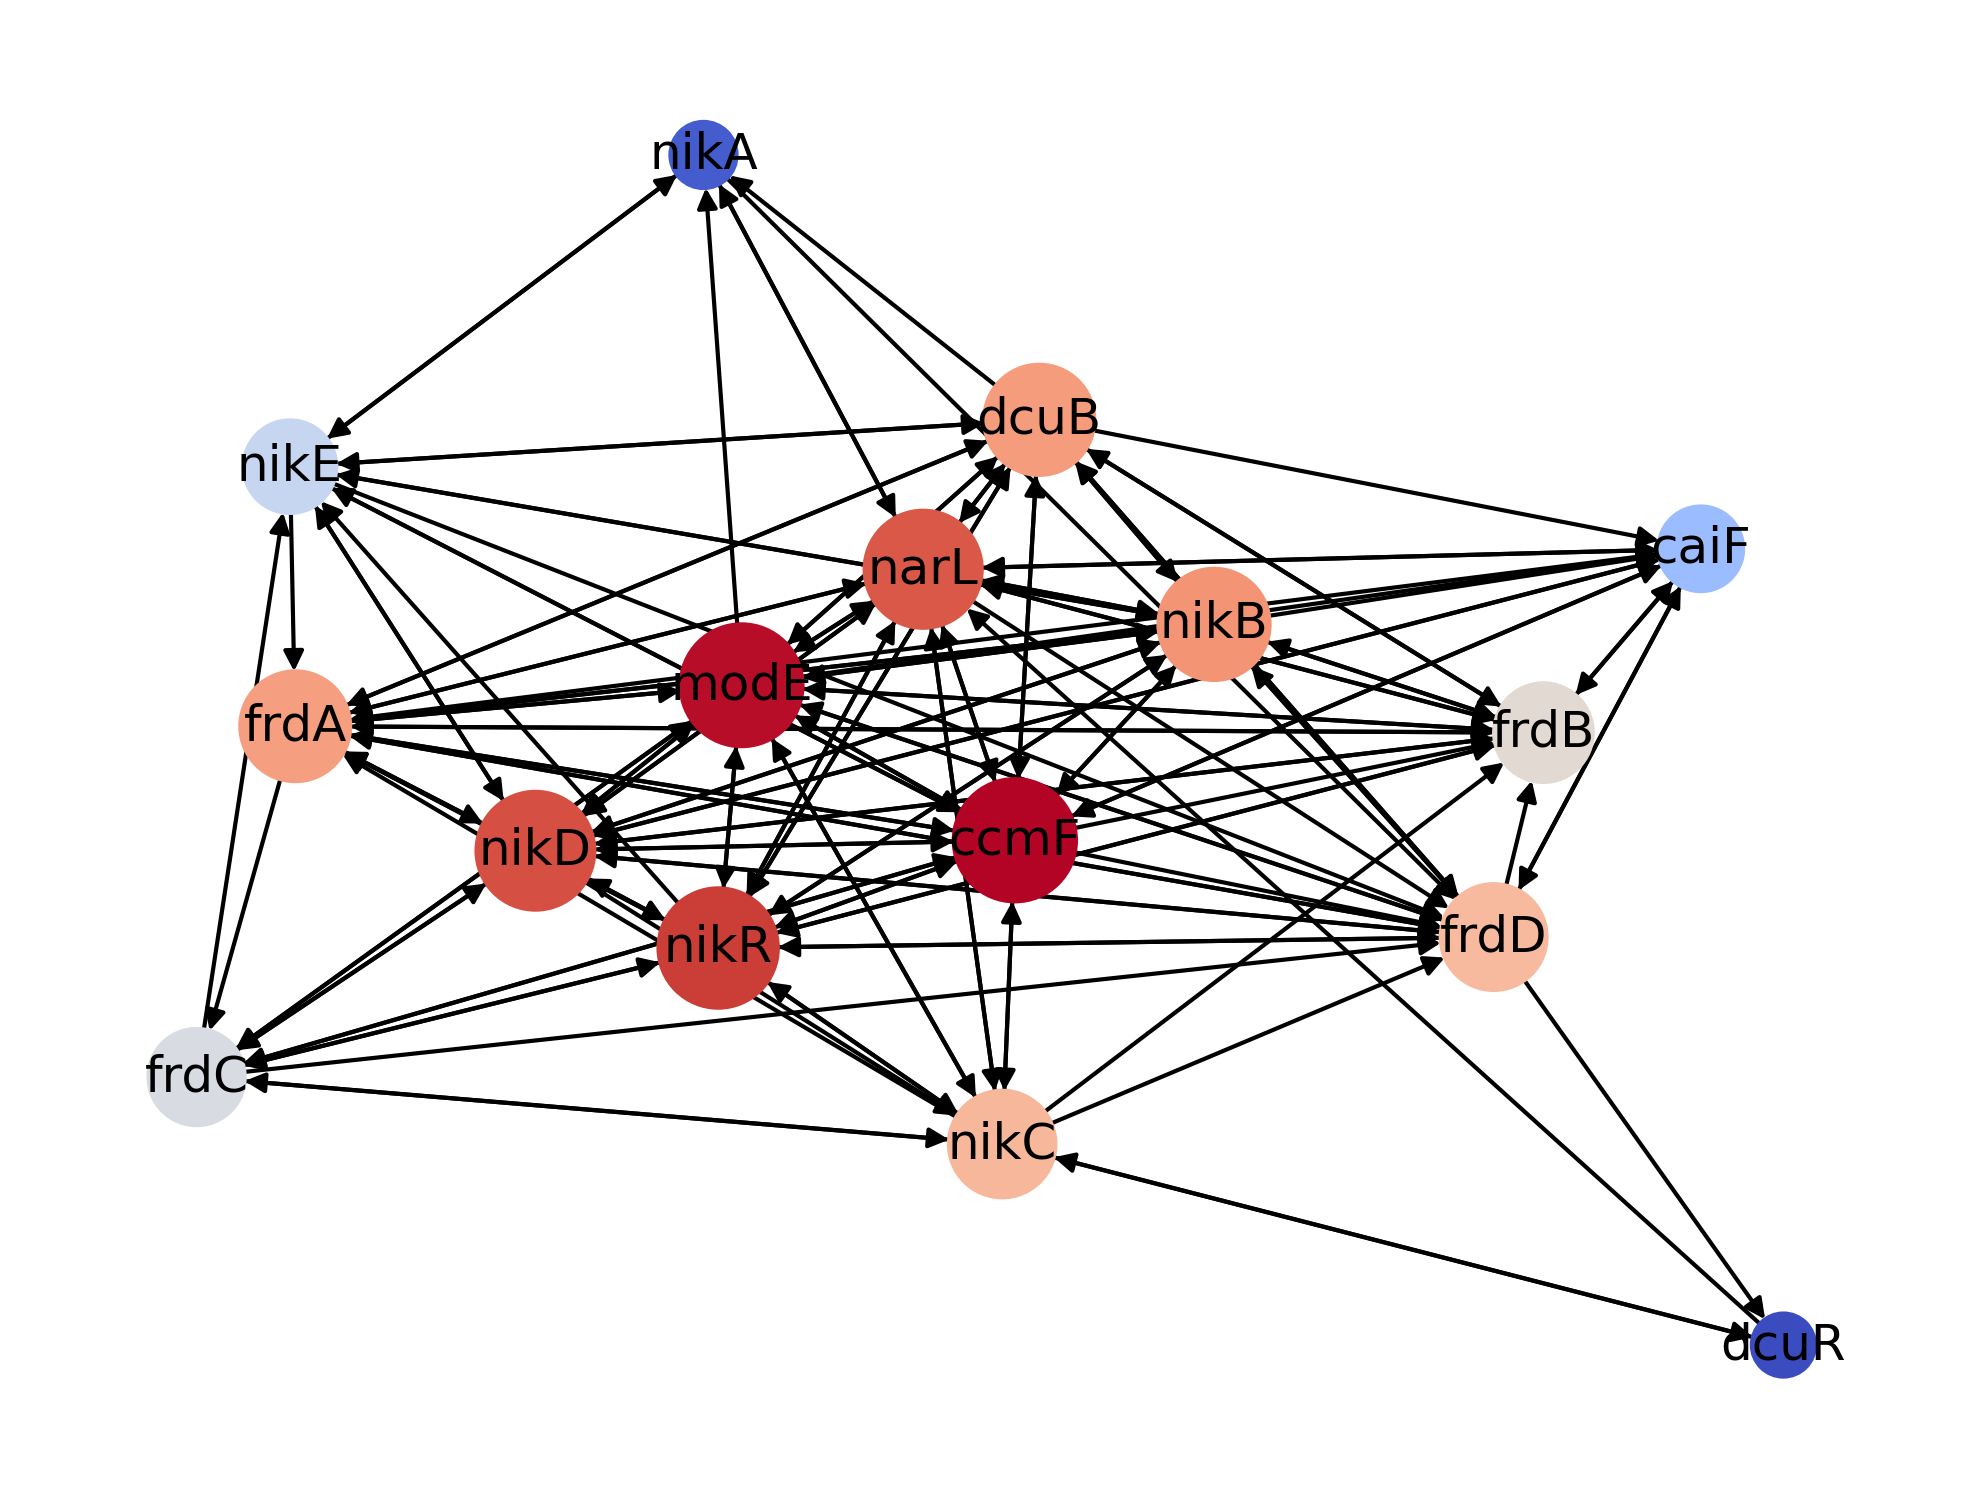 nikA
dcuB
nikE
caiF
narL
nikB
modE
frdA
frdB
ccmF
nikD
frdD
nikR
frdC
nikC
dcuR